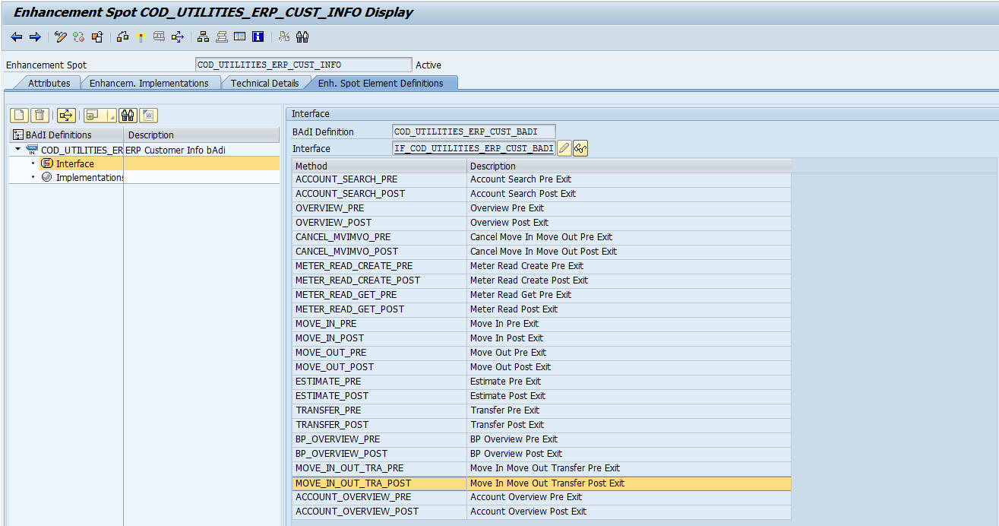 Enhancement Spot COD_UTILITIES_ERP_CUST_INFO Display
Enhancement Spot COD_UTILITIES_ERP_CUST_INFO Active
Attributes Enhancem. Implementations Technical Details Enh. Spot Element Definitions
BAdI Definitions Description
COD_UTILITIES_ER ERP Customer Info bAdi
Interface
Implementations
Interface
BAdI Definition COD_UTILITIES_ERP_CUST_BADI
Interface IF_COD_UTILITIES_ERP_CUST_BADI
Method Description
ACCOUNT_SEARCH_PRE Account Search Pre Exit
ACCOUNT_SEARCH_POST Account Search Post Exit
OVERVIEW_PRE Overview Pre Exit
OVERVIEW_POST Overview Post Exit
CANCEL_MVIMVO_PRE Cancel Move In Move Out Pre Exit
CANCEL_MVIMVO_POST Cancel Move In Move Out Post Exit
METER_READ_CREATE_PRE Meter Read Create Pre Exit
METER_READ_CREATE_POST Meter Read Create Post Exit
METER_READ_GET_PRE Meter Read Get Pre Exit
METER_READ_GET_POST Meter Read Post Exit
MOVE_IN_PRE Move In Pre Exit
MOVE_IN_POST Move In Post Exit
MOVE_OUT_PRE Move Out Pre Exit
MOVE_OUT_POST Move Out Post Exit
ESTIMATE_PRE Estimate Pre Exit
ESTIMATE_POST Estimate Post Exit
TRANSFER_PRE Transfer Pre Exit
TRANSFER_POST Transfer Post Exit
BP_OVERVIEW_PRE BP Overview Pre Exit
BP_OVERVIEW_POST BP Overview Post Exit
MOVE_IN_OUT_TRA_PRE Move In Move Out Transfer Pre Exit
MOVE_IN_OUT_TRA_POST Move In Move Out Transfer Post Exit
ACCOUNT_OVERVIEW_PRE Account Overview Pre Exit
ACCOUNT_OVERVIEW_POST Account Overview Post Exit